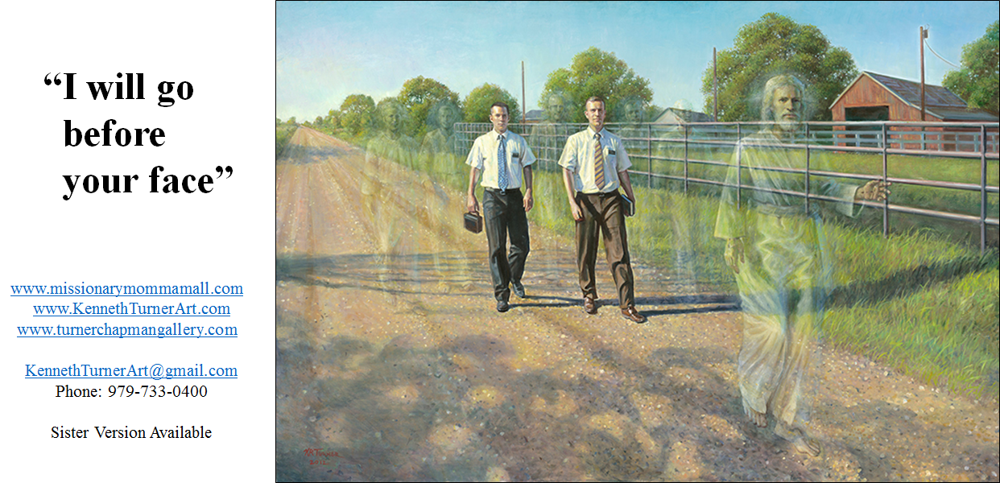 “I will go
before
your face”
www.missionarymommamall.com
www.KennethTurnerArt.com
www.turnerchapmangallery.com
KennethTurnerArt@gmail.com
Phone: 979-733-0400
Sister Version Available